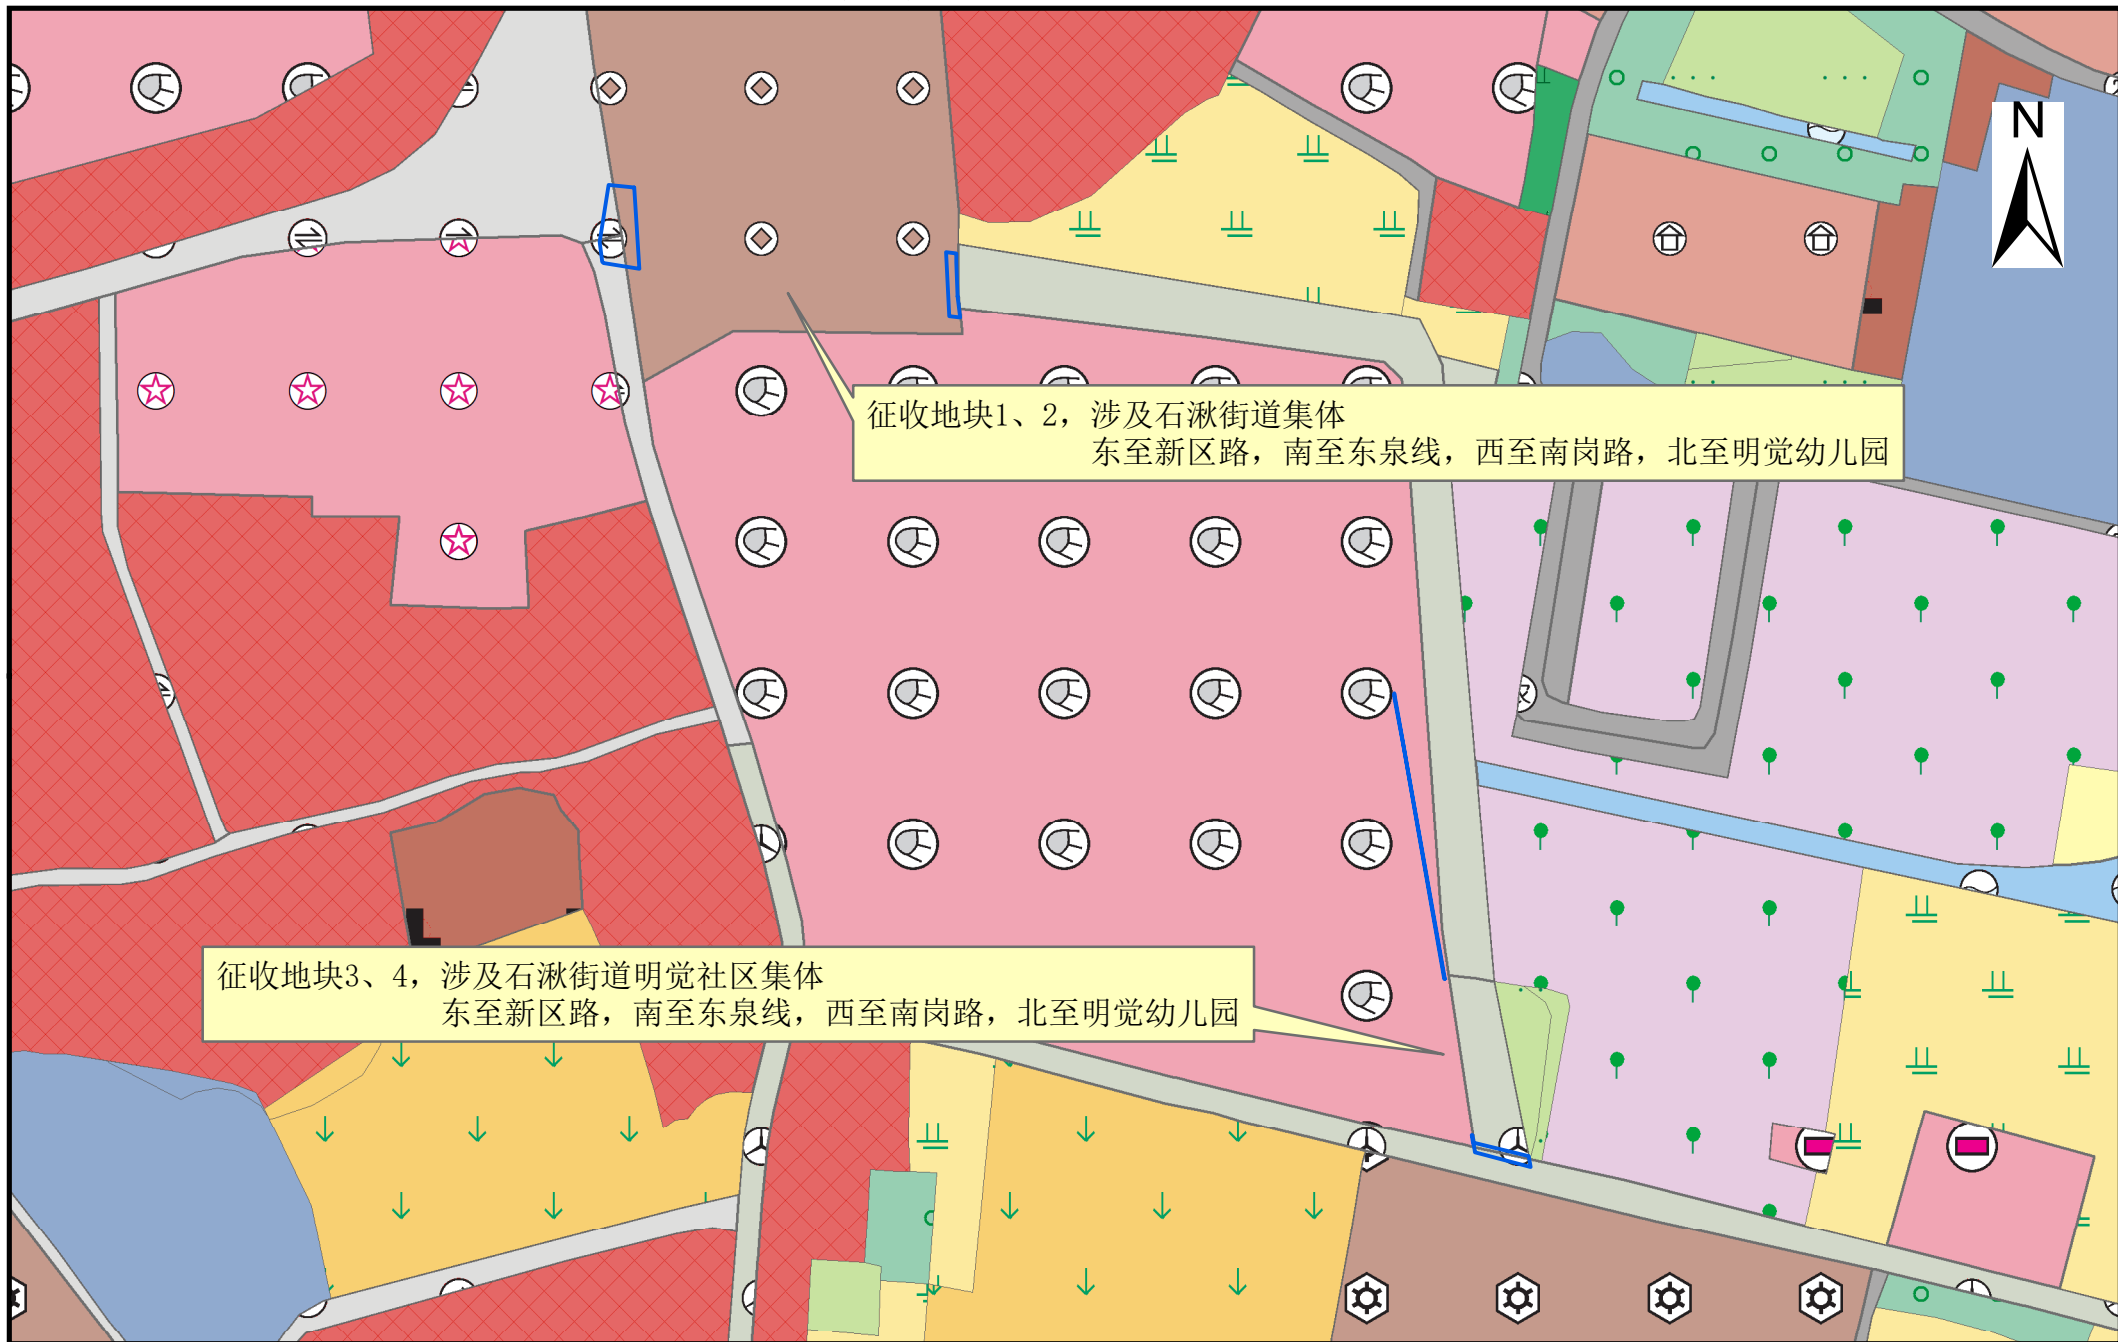 N
征收地块1、2，涉及石湫街道集体
东至新区路，南至东泉线，西至南岗路，北至明觉幼儿园
征收地块3、4，涉及石湫街道明觉社区集体
东至新区路，南至东泉线，西至南岗路，北至明觉幼儿园